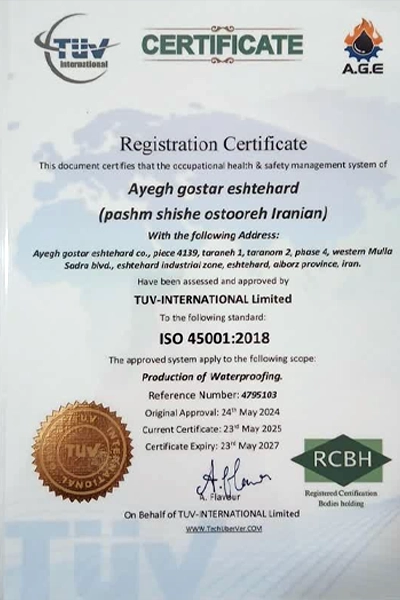 TÜV
International
CERTIFICATE
A.G.E
Registration Certificate
This document certifies that the occupational health & safety management system of
Ayegh gostar eshtehard
(pashm shishe ostooreh Iranian)
With the following Address:
Ayegh gostar eshtehard co., piece 4139, taraneh 1, taranom 2, phase 4, western Mulla
Sadra blvd., eshtehard industrial zone, eshtehard, alborz province, iran.
Have been assessed and approved by
TUV-INTERNATIONAL Limited
To the following standard:
ISO 45001:2018
The approved system apply to the following scope:
Production of Waterproofing.
Reference Number: 4795103
Original Approval: 24th May 2024
Current Certificate: 23rd May 2025
Certificate Expiry: 23rd May 2027
TUV
INTERNATIONAL
A. Flavour
RCBH
Registered Certification
Bodies holding
On Behalf of TUV-INTERNATIONAL Limited
WWW.TechUberVer.COM
TÜV